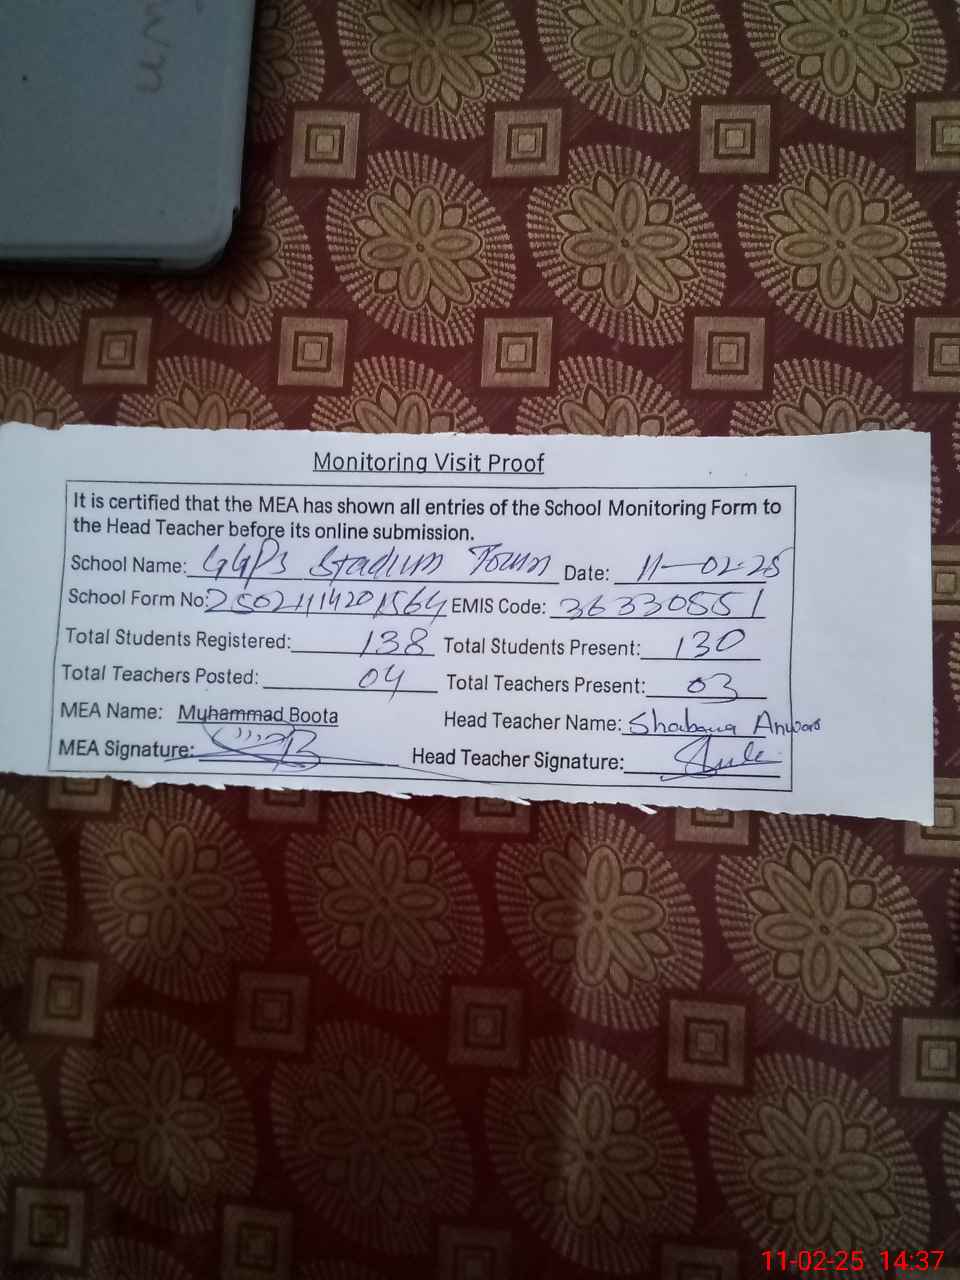 Monitoring Visit Proof
It is certified that the MEA has shown all entries of the School Monitoring Form to
the Head Teacher before its online submission.
School Name: GGPS Stadium Town Date: 11-02-25
School Form No: EMIS Code: 36330551
Total Students Registered: 138 Total Students Present: 130
Total Teachers Posted: 04 Total Teachers Present: 03
MEA Name: Muhammad Boota Head Teacher Name: Shabana Anwar
MEA Signature: Head Teacher Signature:
11-02-25 14:37